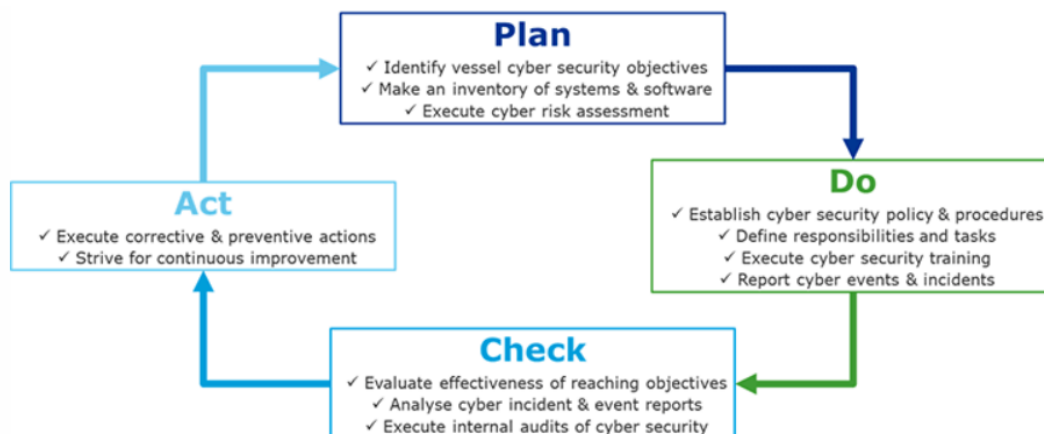 Plan
✓ Identify vessel cyber security objectives
✓ Make an inventory of systems & software
✓ Execute cyber risk assessment
Do
✓ Establish cyber security policy & procedures
✓ Define responsibilities and tasks
✓ Execute cyber security training
✓ Report cyber events & incidents
Check
✓ Evaluate effectiveness of reaching objectives
✓ Analyse cyber incident & event reports
✓ Execute internal audits of cyber security
Act
✓ Execute corrective & preventive actions
✓ Strive for continuous improvement